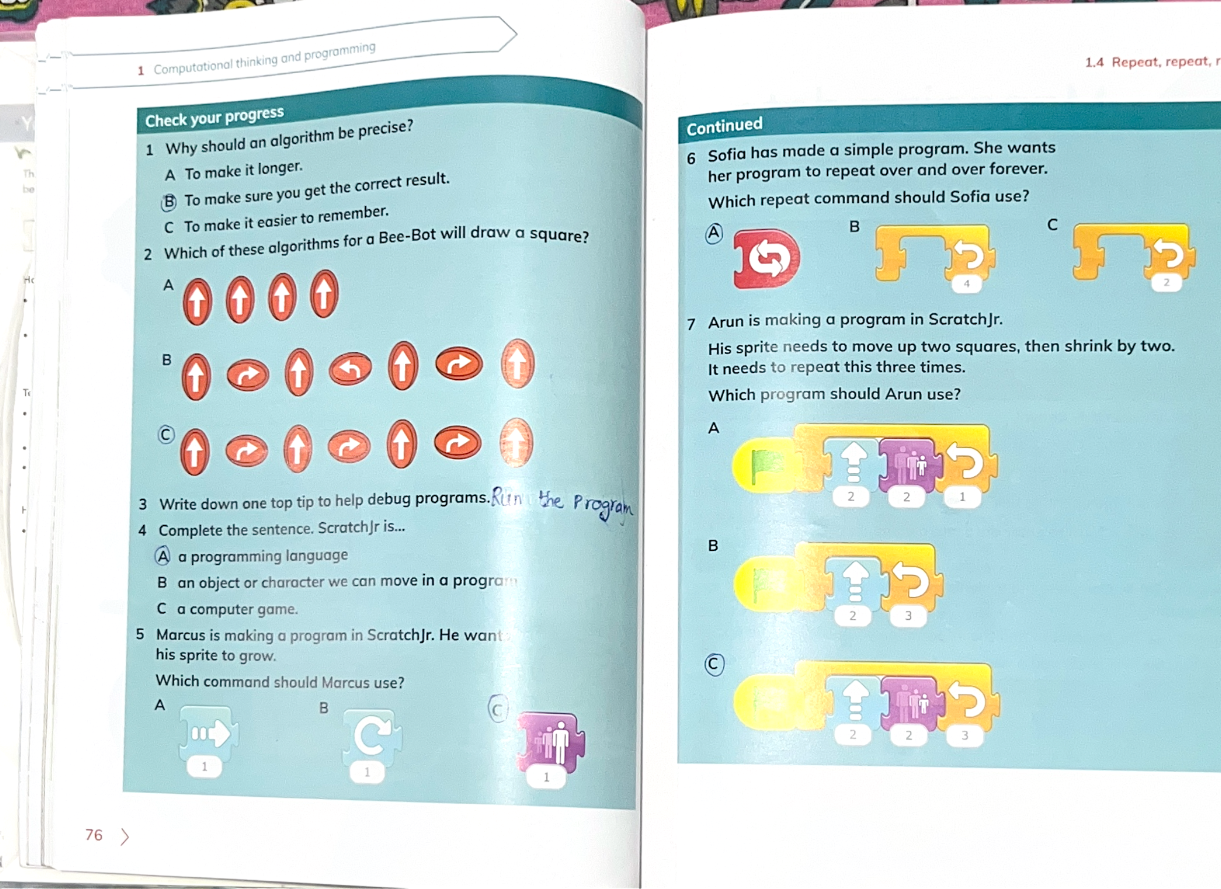 1 Computational thinking and programming
Check your progress
1 Why should an algorithm be precise?
A To make it longer.
B To make sure you get the correct result.
C To make it easier to remember.
2 Which of these algorithms for a Bee-Bot will draw a square?
A
B
C
3 Write down one top tip to help debug programs. Run the Program
4 Complete the sentence. ScratchJr is...
A a programming language
B an object or character we can move in a program
C a computer game.
5 Marcus is making a program in ScratchJr. He want
his sprite to grow.
Which command should Marcus use?
A B C
1 1 1
76
1.4 Repeat, repeat, r
Continued
6 Sofia has made a simple program. She wants
her program to repeat over and over forever.
Which repeat command should Sofia use?
A B C
4 2
7 Arun is making a program in ScratchJr.
His sprite needs to move up two squares, then shrink by two.
It needs to repeat this three times.
Which program should Arun use?
A
2 2 1
B
2 3
C
2 2 3